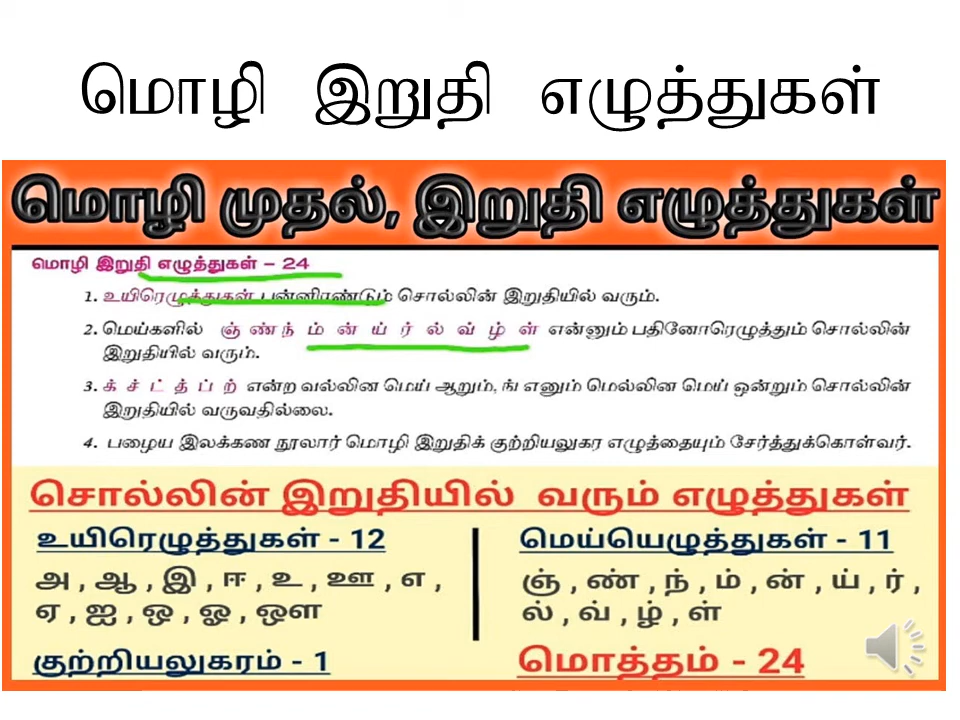 மொழி இறுதி எழுத்துகள்
மொழி முதல், இறுதி எழுத்துகள்
மொழி இறுதி எழுத்துகள் – 24
1. உயிரெழுத்துகள் பன்னிரண்டும் சொல்லின் இறுதியில் வரும்.
2. மெய்களில் ஞ் ண் ந் ம் ன் ய் ர் ல் வ் ழ் ள் என்னும் பதினோரெழுத்தும் சொல்லின்
இறுதியில் வரும்.
3. க் ச் ட் த் ப் ற் என்ற வல்லின மெய் ஆறும், ங் எனும் மெல்லின மெய் ஒன்றும் சொல்லின்
இறுதியில் வருவதில்லை.
4. பழைய இலக்கண நூலார் மொழி இறுதிக் குற்றியலுகர எழுத்தையும் சேர்த்துக்கொள்வர்.
சொல்லின் இறுதியில் வரும் எழுத்துகள்
உயிரெழுத்துகள் - 12
அ , ஆ , இ , ஈ , உ , ஊ , எ ,
ஏ , ஐ , ஒ , ஓ , ஔ
குற்றியலுகரம் - 1
மெய்யெழுத்துகள் - 11
ஞ் , ண் , ந் , ம் , ன் , ய் , ர் ,
ல் , வ் , ழ் , ள்
மொத்தம் - 24